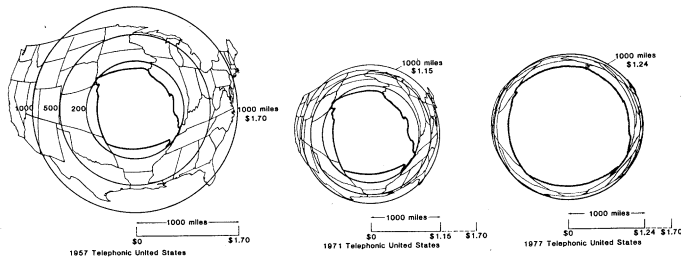 1000
500
200
1000 miles
$1.70
1000 miles
$0
$1.70
1957 Telephonic United States
1000 miles
$1.15
1000 miles
$0
$1.15
$1.70
1971 Telephonic United States
1000 miles
$1.24
1000 miles
$0
$1.24
$1.70
1977 Telephonic United States